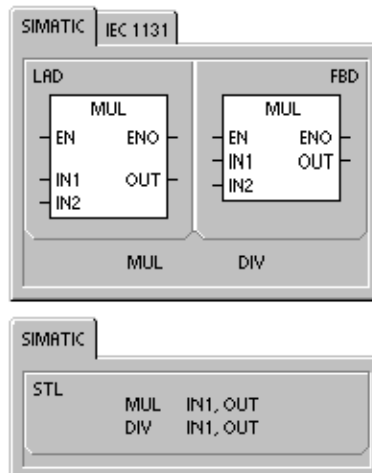 SIMATIC IEC 1131
LAD FBD
MUL MUL
EN ENO EN ENO
IN1 OUT
IN1 OUT IN2
IN2
MUL DIV
SIMATIC
STL
MUL IN1, OUT
DIV IN1, OUT